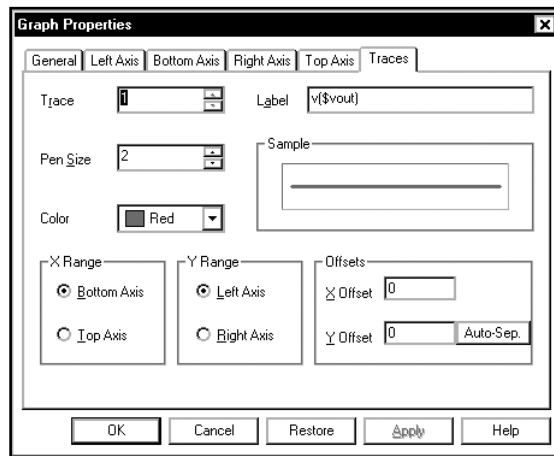 Graph Properties
General Left Axis Bottom Axis Right Axis Top Axis Traces
Trace 1 Label v($vout)
Pen Size 2 Sample
Color Red
X Range Y Range Offsets
Bottom Axis Left Axis X Offset 0
Top Axis Right Axis Y Offset 0 Auto-Sep.
OK Cancel Restore Apply Help